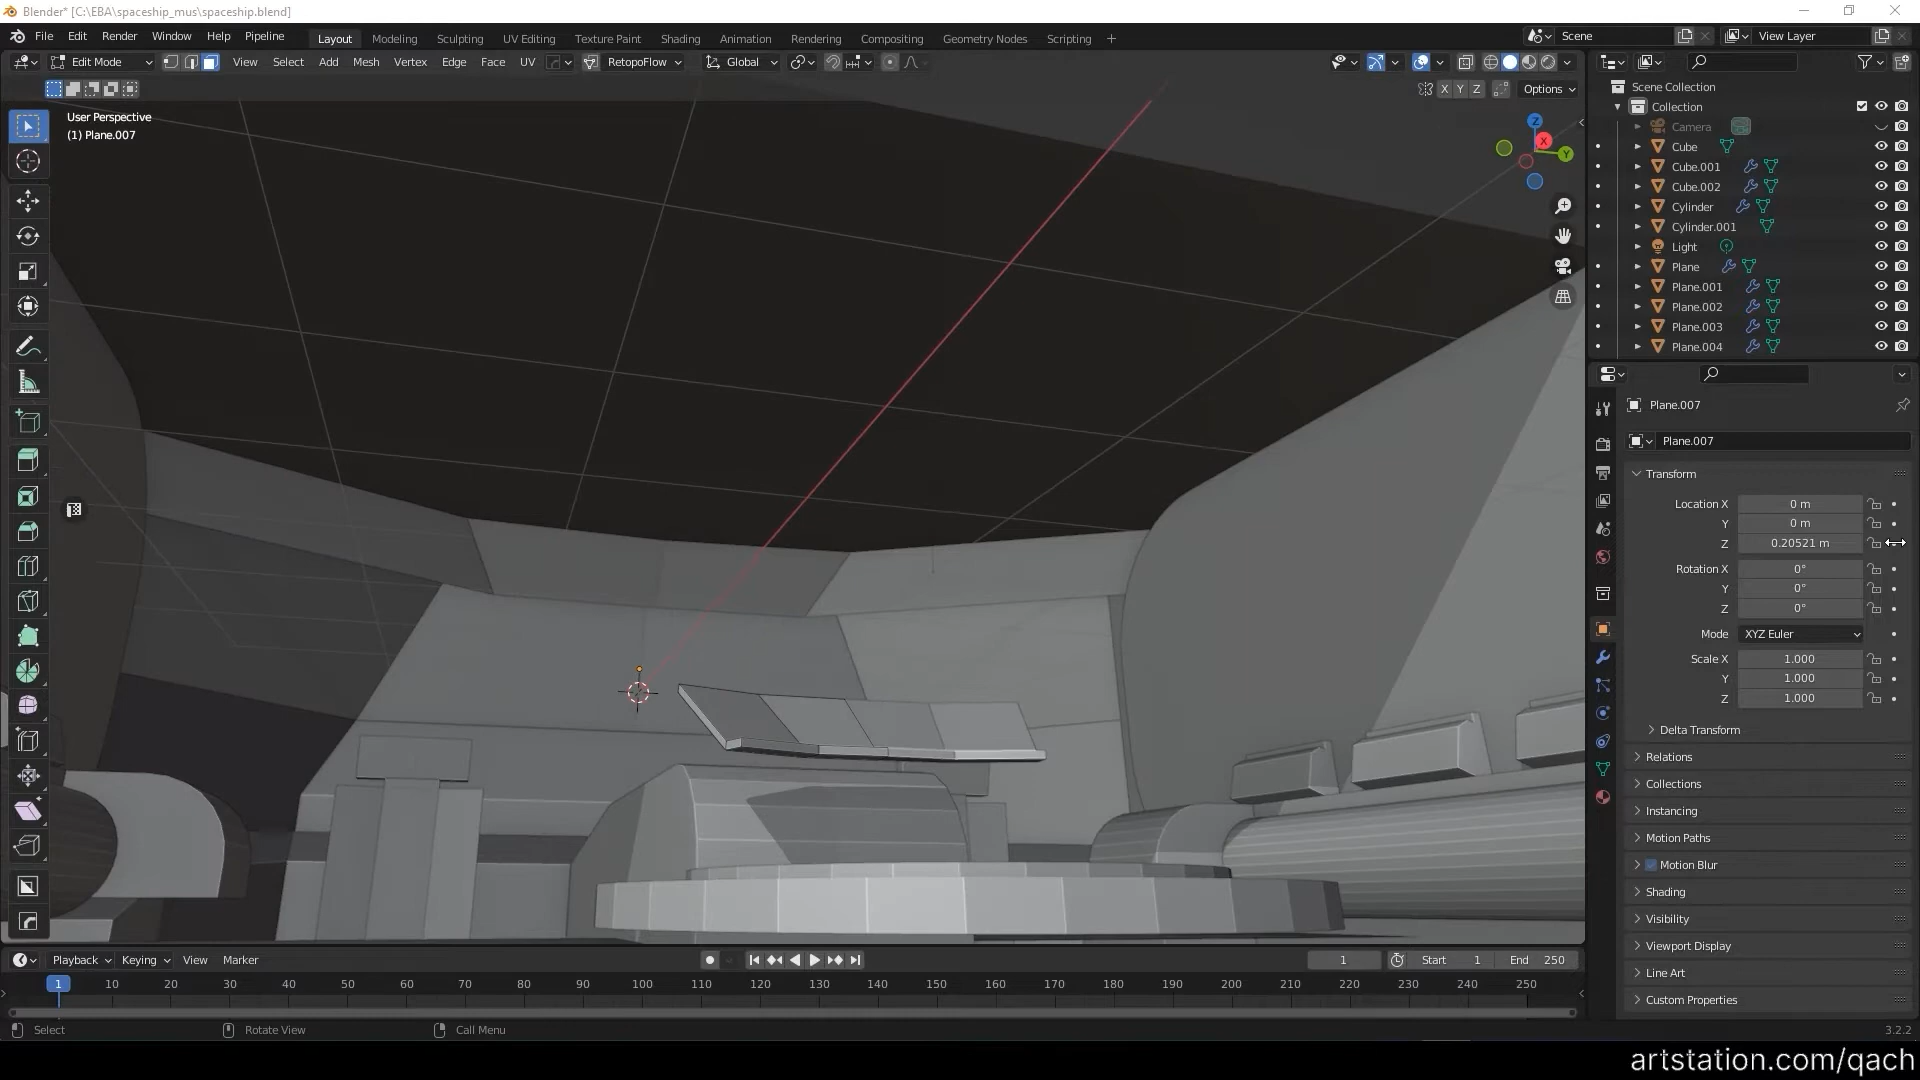 Blender* [C:\EBA\spaceship_mus\spaceship.blend]
File Edit Render Window Help Pipeline Layout Modeling Sculpting UV Editing Texture Paint Shading Animation Rendering Compositing Geometry Nodes Scripting + Scene View Layer
Edit Mode View Select Add Mesh Vertex Edge Face UV RetopoFlow Global
X Y Z Options
User Perspective
(1) Plane.007
Z
X
Y
Scene Collection
Collection
Camera
Cube
Cube.001
Cube.002
Cylinder
Cylinder.001
Light
Plane
Plane.001
Plane.002
Plane.003
Plane.004
Plane.007
Plane.007
Transform
Location X 0 m
Y 0 m
Z 0.20521 m
Rotation X 0°
Y 0°
Z 0°
Mode XYZ Euler
Scale X 1.000
Y 1.000
Z 1.000
Delta Transform
Relations
Collections
Instancing
Motion Paths
Motion Blur
Shading
Visibility
Viewport Display
Line Art
Custom Properties
Playback Keying View Marker 1 Start 1 End 250
1 10 20 30 40 50 60 70 80 90 100 110 120 130 140 150 160 170 180 190 200 210 220 230 240 250
Select Rotate View Call Menu 3.2.2
artstation.com/qach